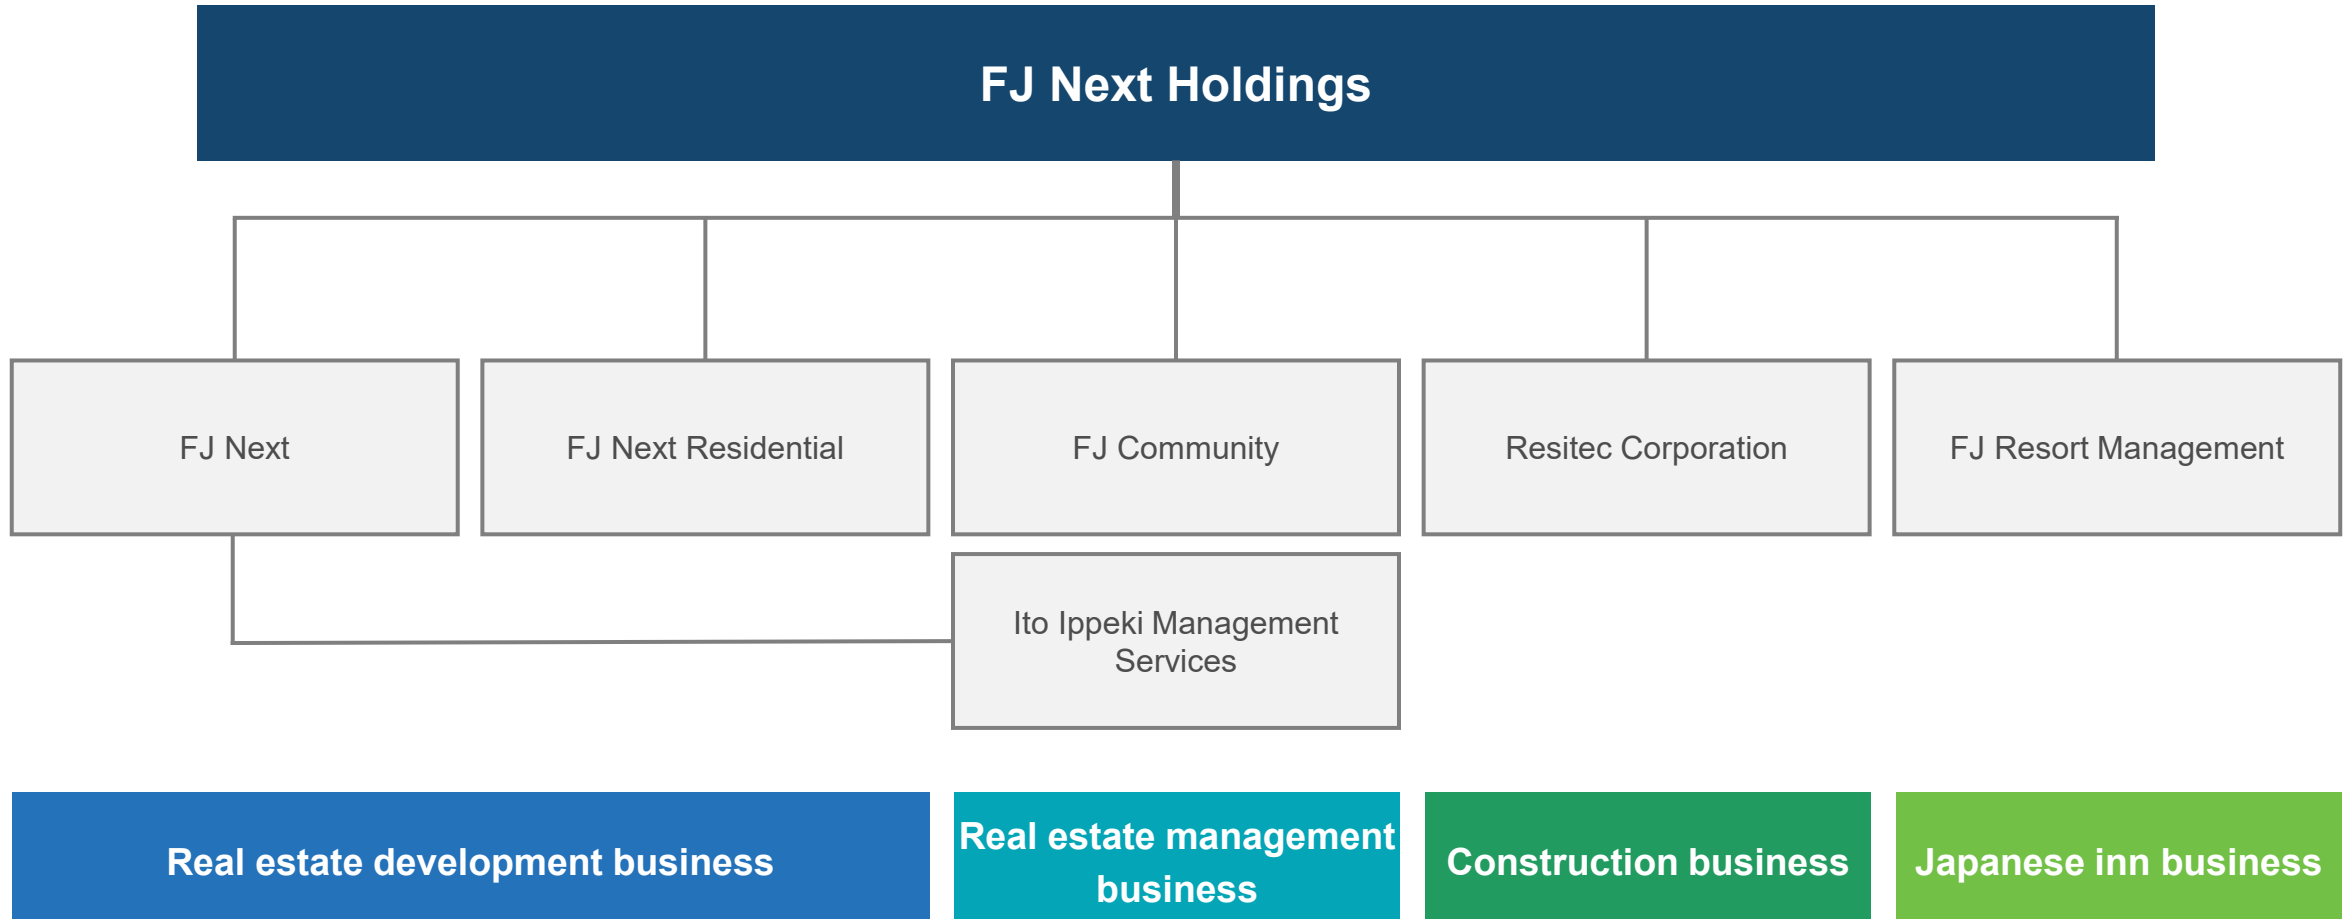 FJ Next Holdings
FJ Next
FJ Next Residential
FJ Community
Resitec Corporation
FJ Resort Management
Ito Ippeki Management
Services
Real estate development business
Real estate management
business
Construction business
Japanese inn business